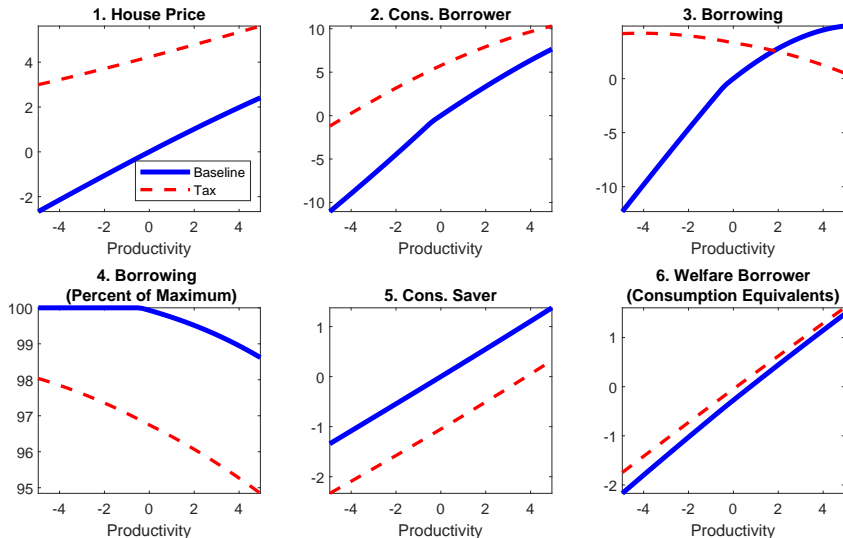 1. House Price
4
2
0
-2
Baseline
Tax
-4 -2 0 2 4
Productivity
2. Cons. Borrower
10
5
0
-5
-10
-4 -2 0 2 4
Productivity
3. Borrowing
0
-5
-10
-4 -2 0 2 4
Productivity
4. Borrowing
(Percent of Maximum)
100
99
98
97
96
95
-4 -2 0 2 4
Productivity
5. Cons. Saver
1
0
-1
-2
-4 -2 0 2 4
Productivity
6. Welfare Borrower
(Consumption Equivalents)
1
0
-1
-2
-4 -2 0 2 4
Productivity